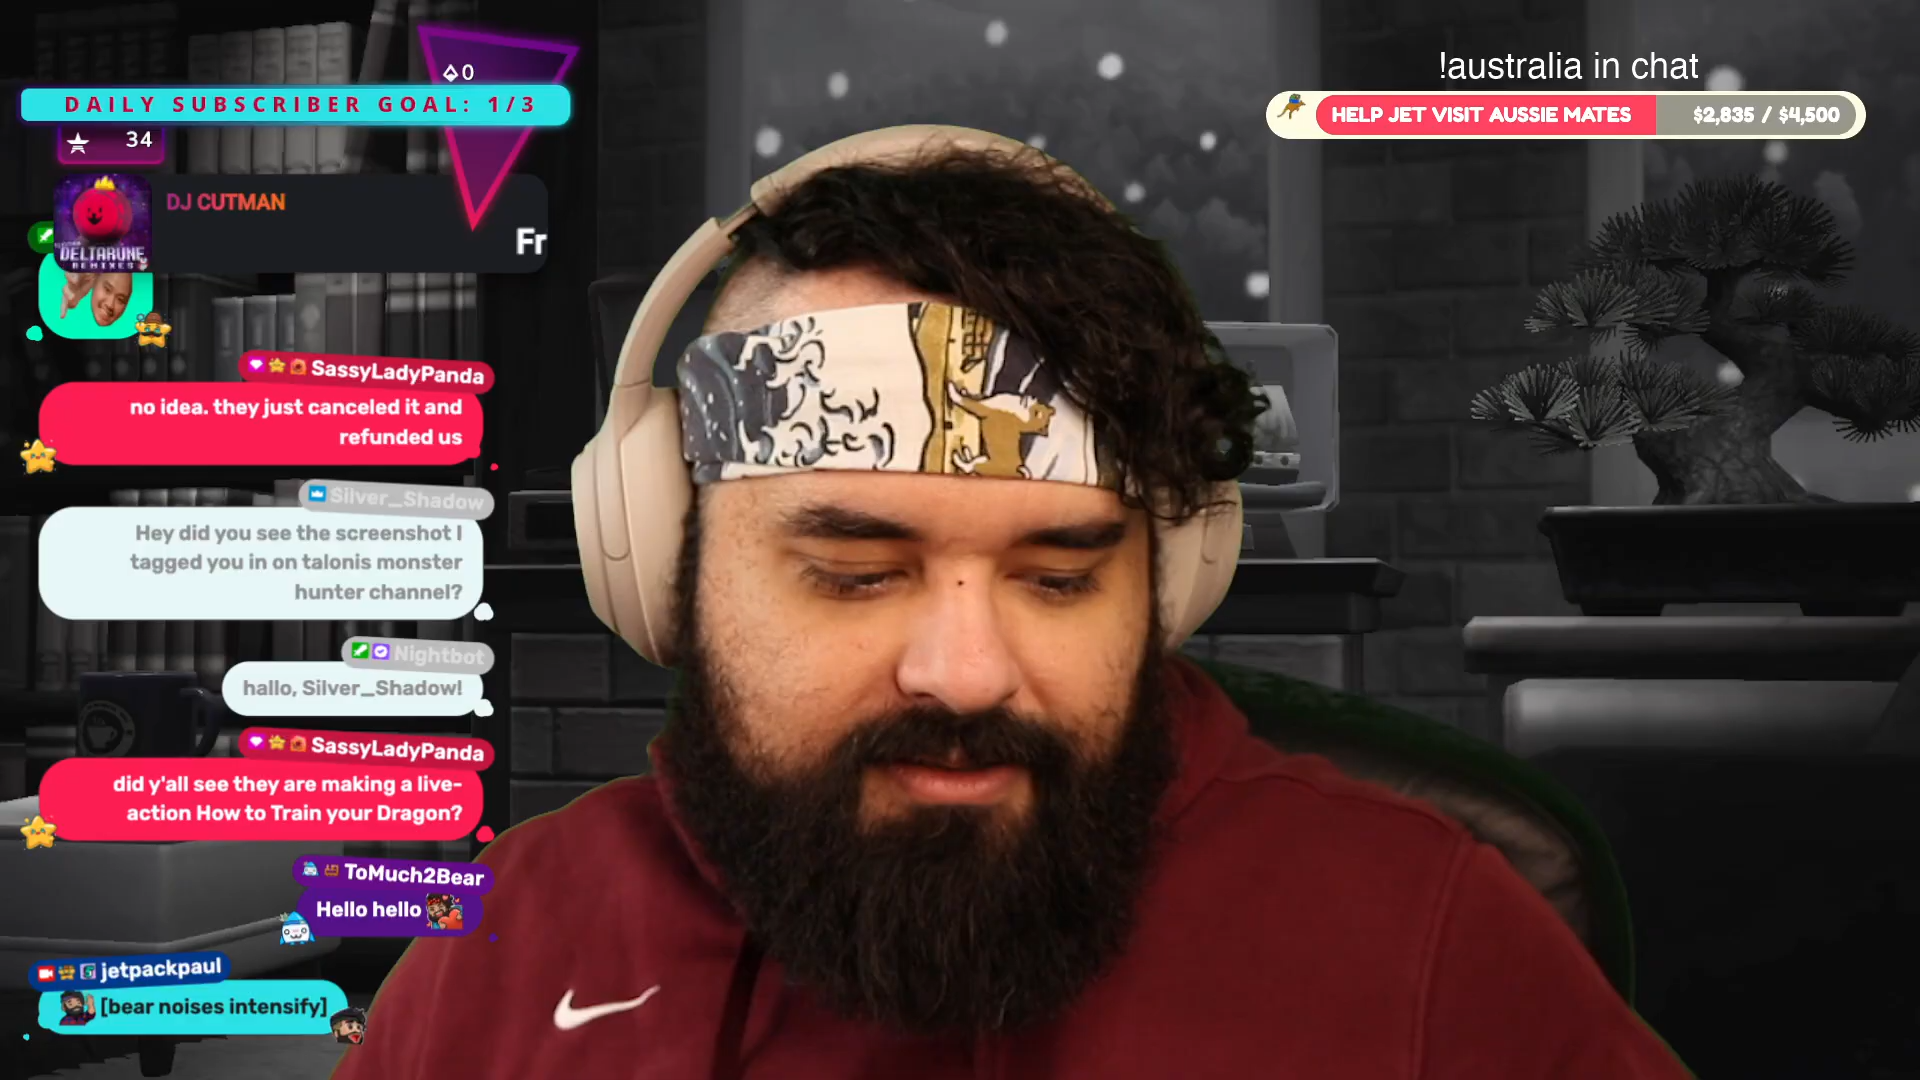 0
DAILY SUBSCRIBER GOAL: 1/3
34
DJ CUTMAN
Fr
DELTARUNE
REMIXES
SassyLadyPanda
no idea. they just canceled it and
refunded us
Silver_Shadow
Hey did you see the screenshot I
tagged you in on talonis monster
hunter channel?
Nightbot
hallo, Silver_Shadow!
SassyLadyPanda
did y'all see they are making a live-
action How to Train your Dragon?
ToMuch2Bear
Hello hello
jetpackpaul
[bear noises intensify]
!australia in chat
HELP JET VISIT AUSSIE MATES
$2,835 / $4,500